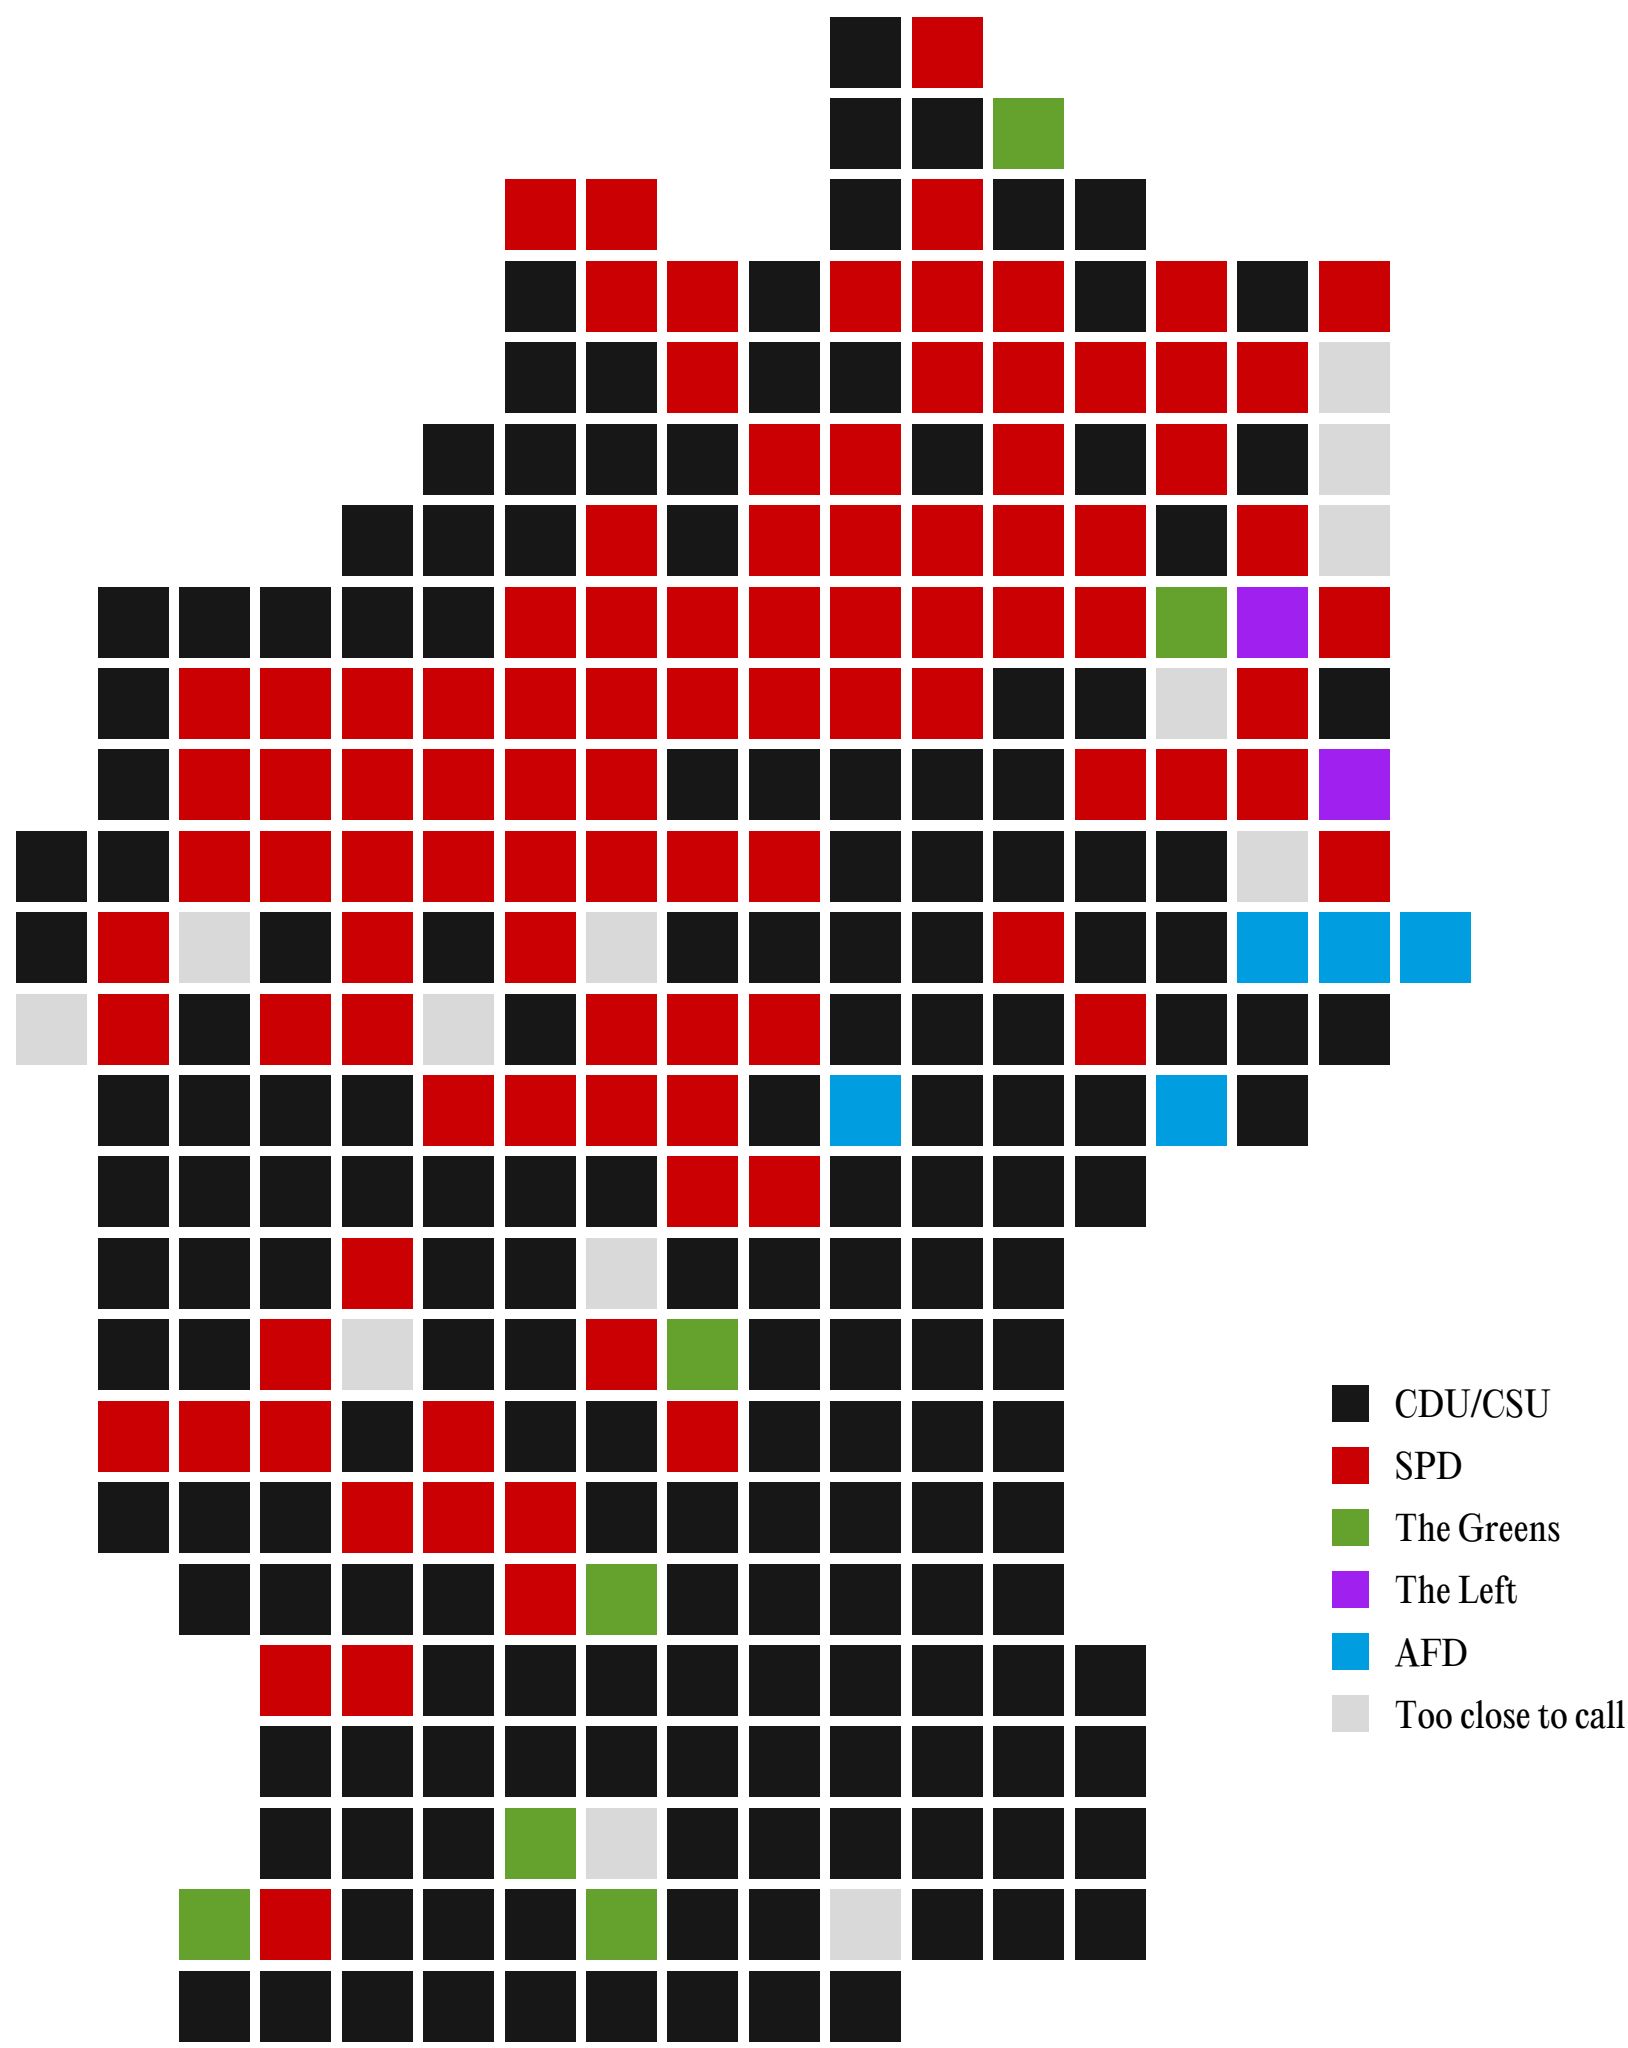 CDU/CSU
SPD
The Greens
The Left
AFD
Too close to call